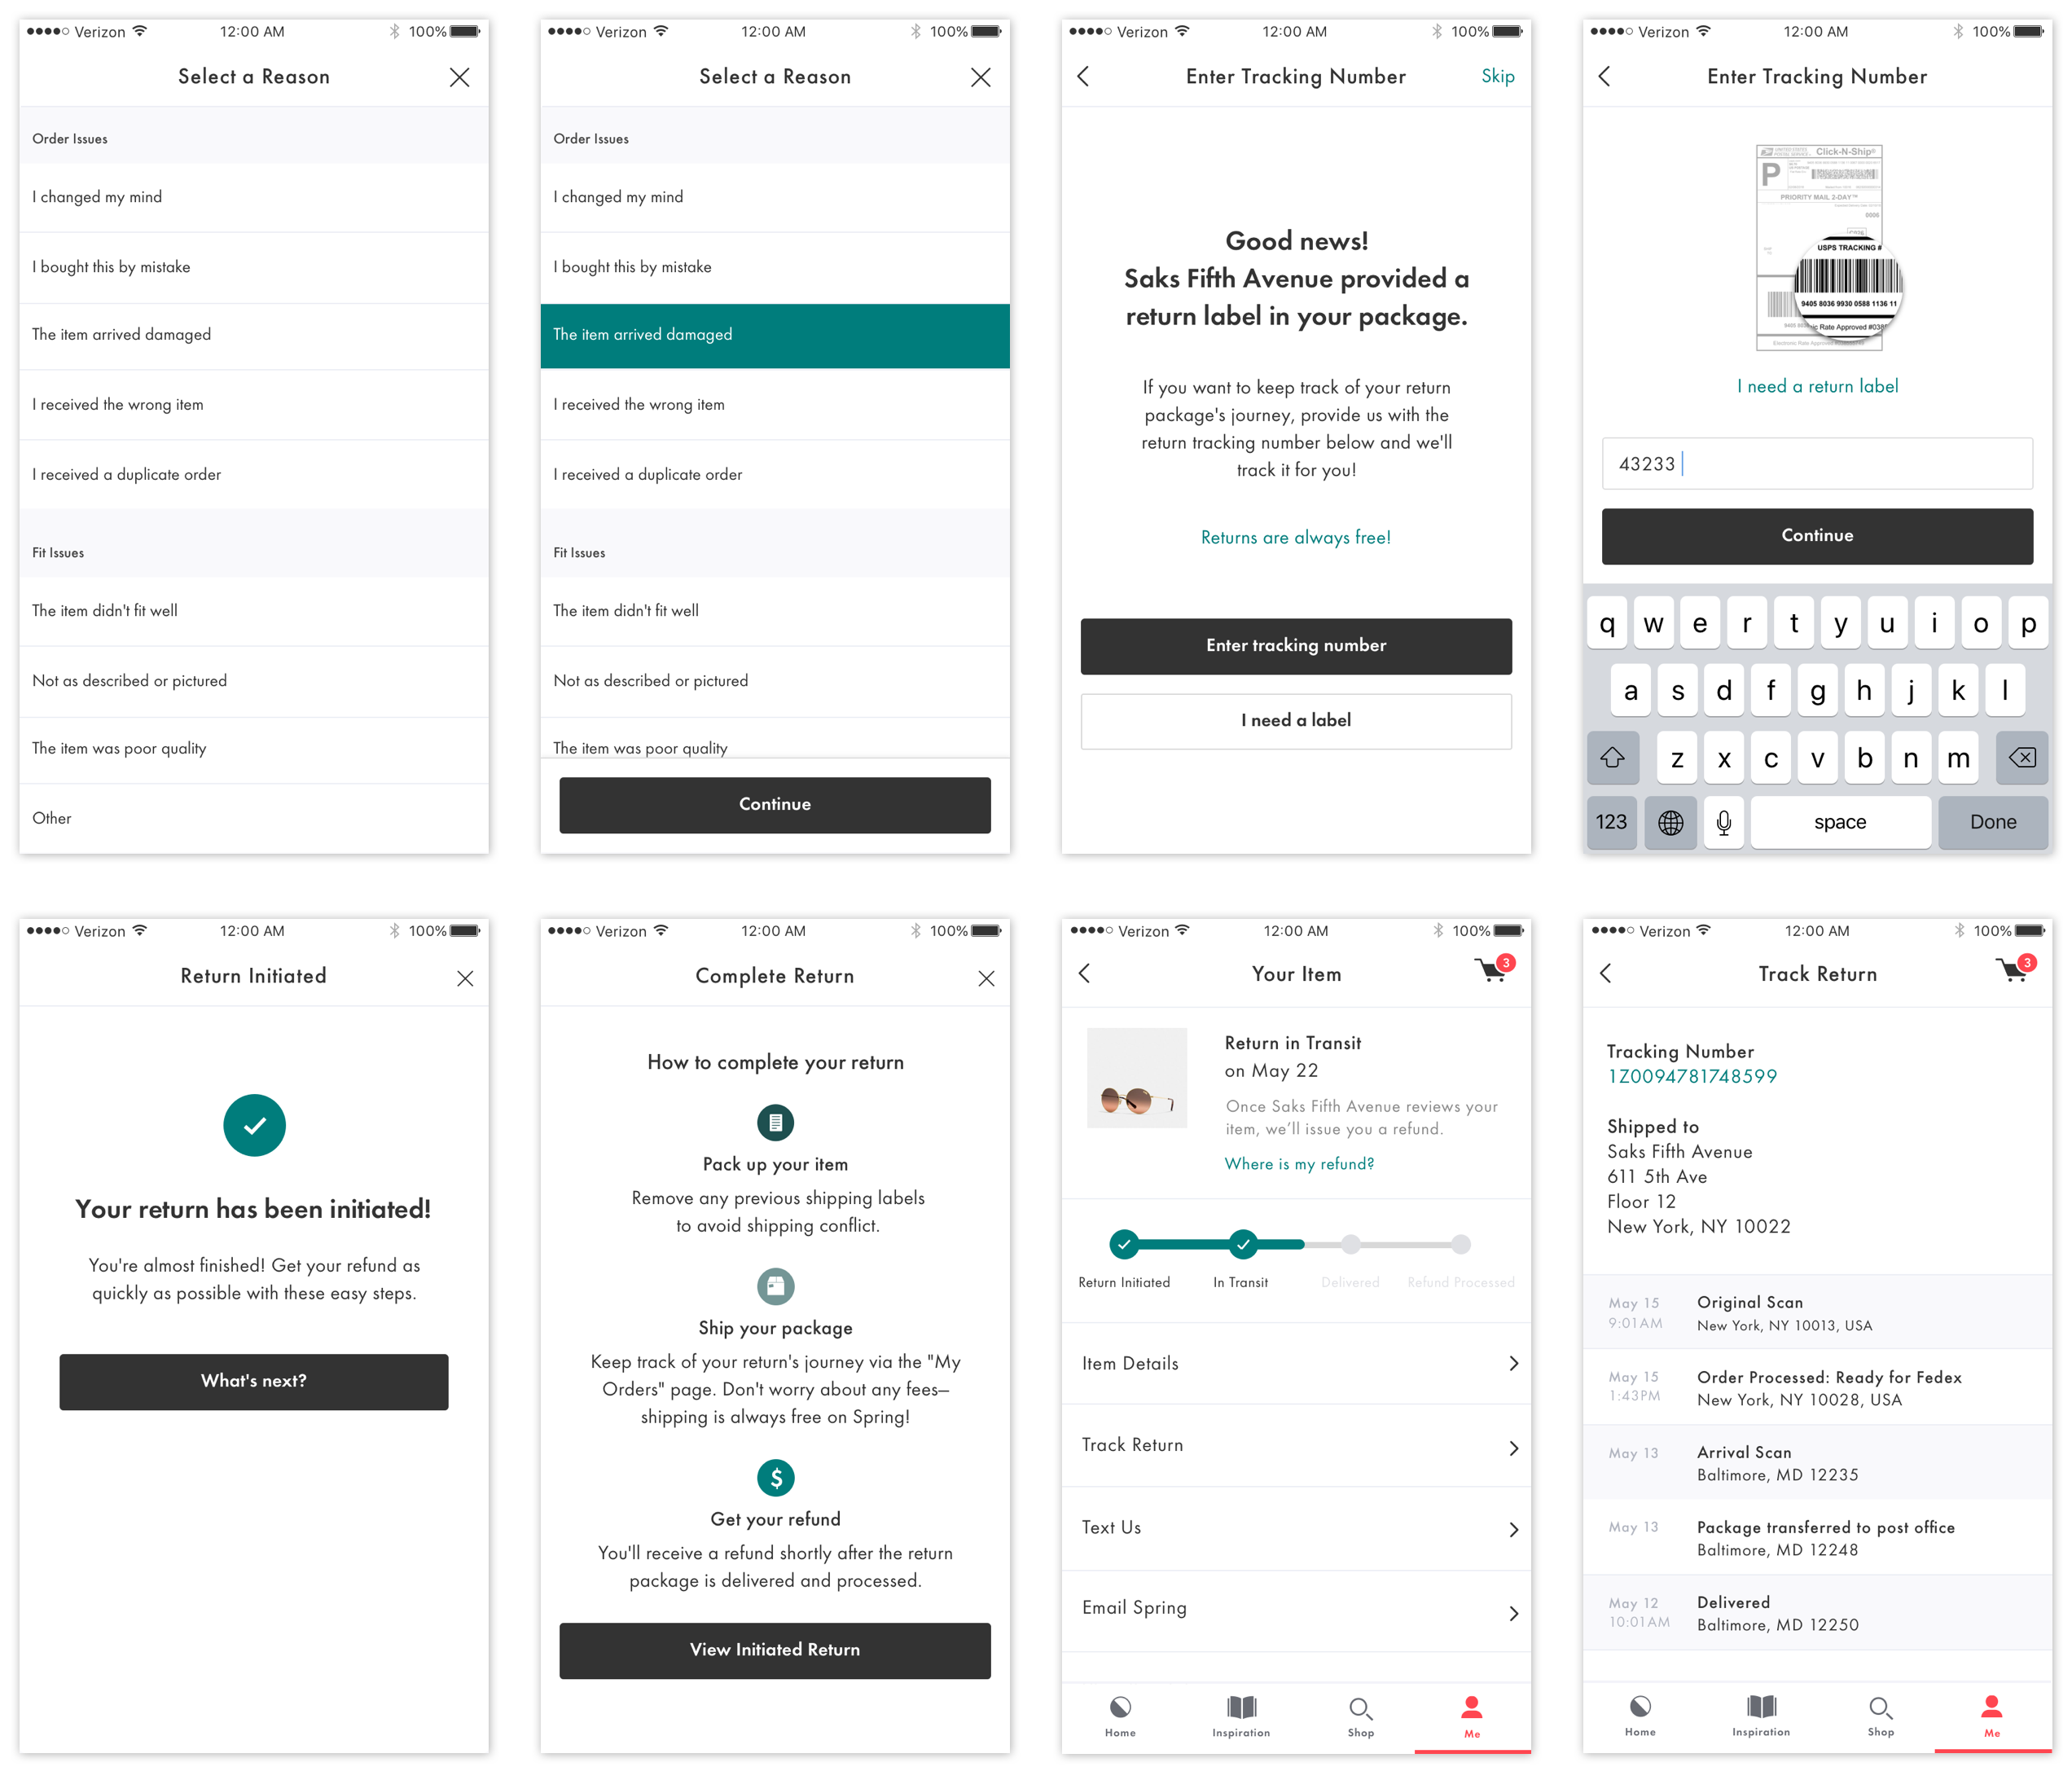 Verizon 12:00 AM 100%
Select a Reason
Order Issues
I changed my mind
I bought this by mistake
The item arrived damaged
I received the wrong item
I received a duplicate order
Fit Issues
The item didn't fit well
Not as described or pictured
The item was poor quality
Other
Verizon 12:00 AM 100%
Select a Reason
Order Issues
I changed my mind
I bought this by mistake
The item arrived damaged
I received the wrong item
I received a duplicate order
Fit Issues
The item didn't fit well
Not as described or pictured
The item was poor quality
Continue
Verizon 12:00 AM 100%
Enter Tracking Number Skip
Good news!
Saks Fifth Avenue provided a
return label in your package.
If you want to keep track of your return
package's journey, provide us with the
return tracking number below and we'll
track it for you!
Returns are always free!
Enter tracking number
I need a label
Verizon 12:00 AM 100%
Enter Tracking Number
UNITED STATES
POSTAL SERVICE
Click-N-Ship®
P
PRIORITY MAIL 2-DAY™
0006
C036
USPS TRACKING #
9405 8036 9930 0588 1136 11
ic Rate Approved #038
I need a return label
43233
Continue
q w e r t y u i o p
a s d f g h j k l
z x c v b n m
123 space Done
Verizon 12:00 AM 100%
Return Initiated
Your return has been initiated!
You're almost finished! Get your refund as
quickly as possible with these easy steps.
What's next?
Verizon 12:00 AM 100%
Complete Return
How to complete your return
Pack up your item
Remove any previous shipping labels
to avoid shipping conflict.
Ship your package
Keep track of your return's journey via the "My
Orders" page. Don't worry about any fees—
shipping is always free on Spring!
$
Get your refund
You'll receive a refund shortly after the return
package is delivered and processed.
View Initiated Return
Verizon 12:00 AM 100%
Your Item 3
Return in Transit
on May 22
Once Saks Fifth Avenue reviews your
item, we’ll issue you a refund.
Where is my refund?
Return Initiated In Transit Delivered Refund Processed
Item Details
Track Return
Text Us
Email Spring
Home Inspiration Shop Me
Verizon 12:00 AM 100%
Track Return 3
Tracking Number
1Z0094781748599
Shipped to
Saks Fifth Avenue
611 5th Ave
Floor 12
New York, NY 10022
May 15 Original Scan
9:01AM New York, NY 10013, USA
May 15 Order Processed: Ready for Fedex
1:43PM New York, NY 10028, USA
May 13 Arrival Scan
Baltimore, MD 12235
May 13 Package transferred to post office
Baltimore, MD 12248
May 12 Delivered
10:01AM Baltimore, MD 12250
Home Inspiration Shop Me